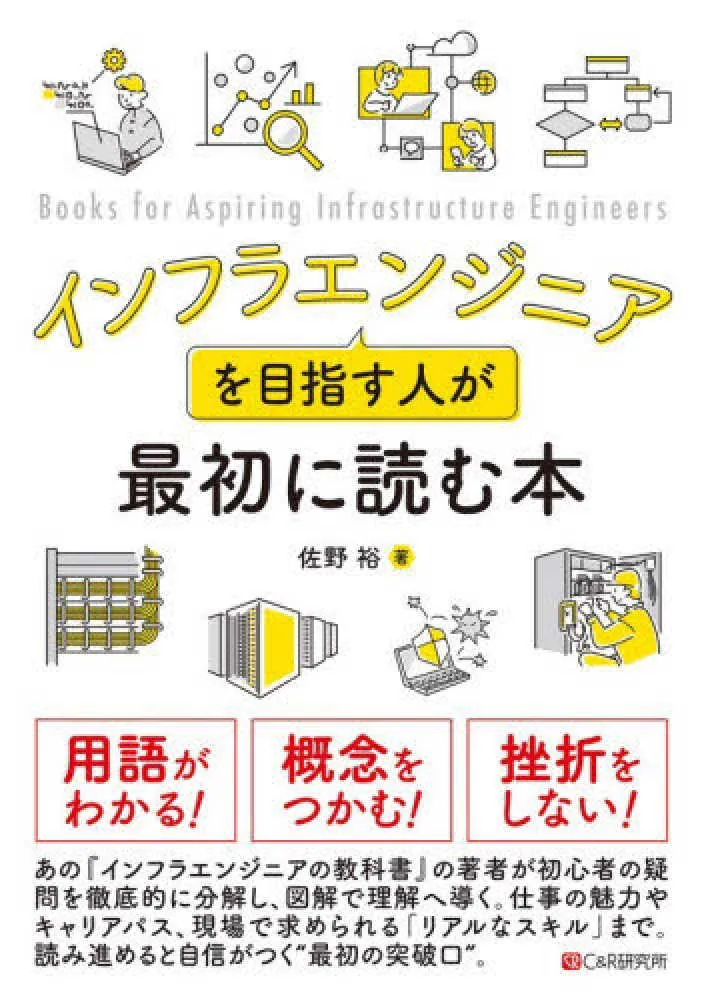 Books for Aspiring Infrastructure Engineers
インフラエンジニア
を目指す人が
最初に読む本
佐野 裕 著
用語が
わかる!
概念を
つかむ!
挫折を
しない!
あの『インフラエンジニアの教科書』の著者が初心者の疑
問を徹底的に分解し、図解で理解へ導く。仕事の魅力や
キャリアパス、現場で求められる「リアルなスキル」まで。
読み進めると自信がつく“最初の突破口”。
C&R研究所